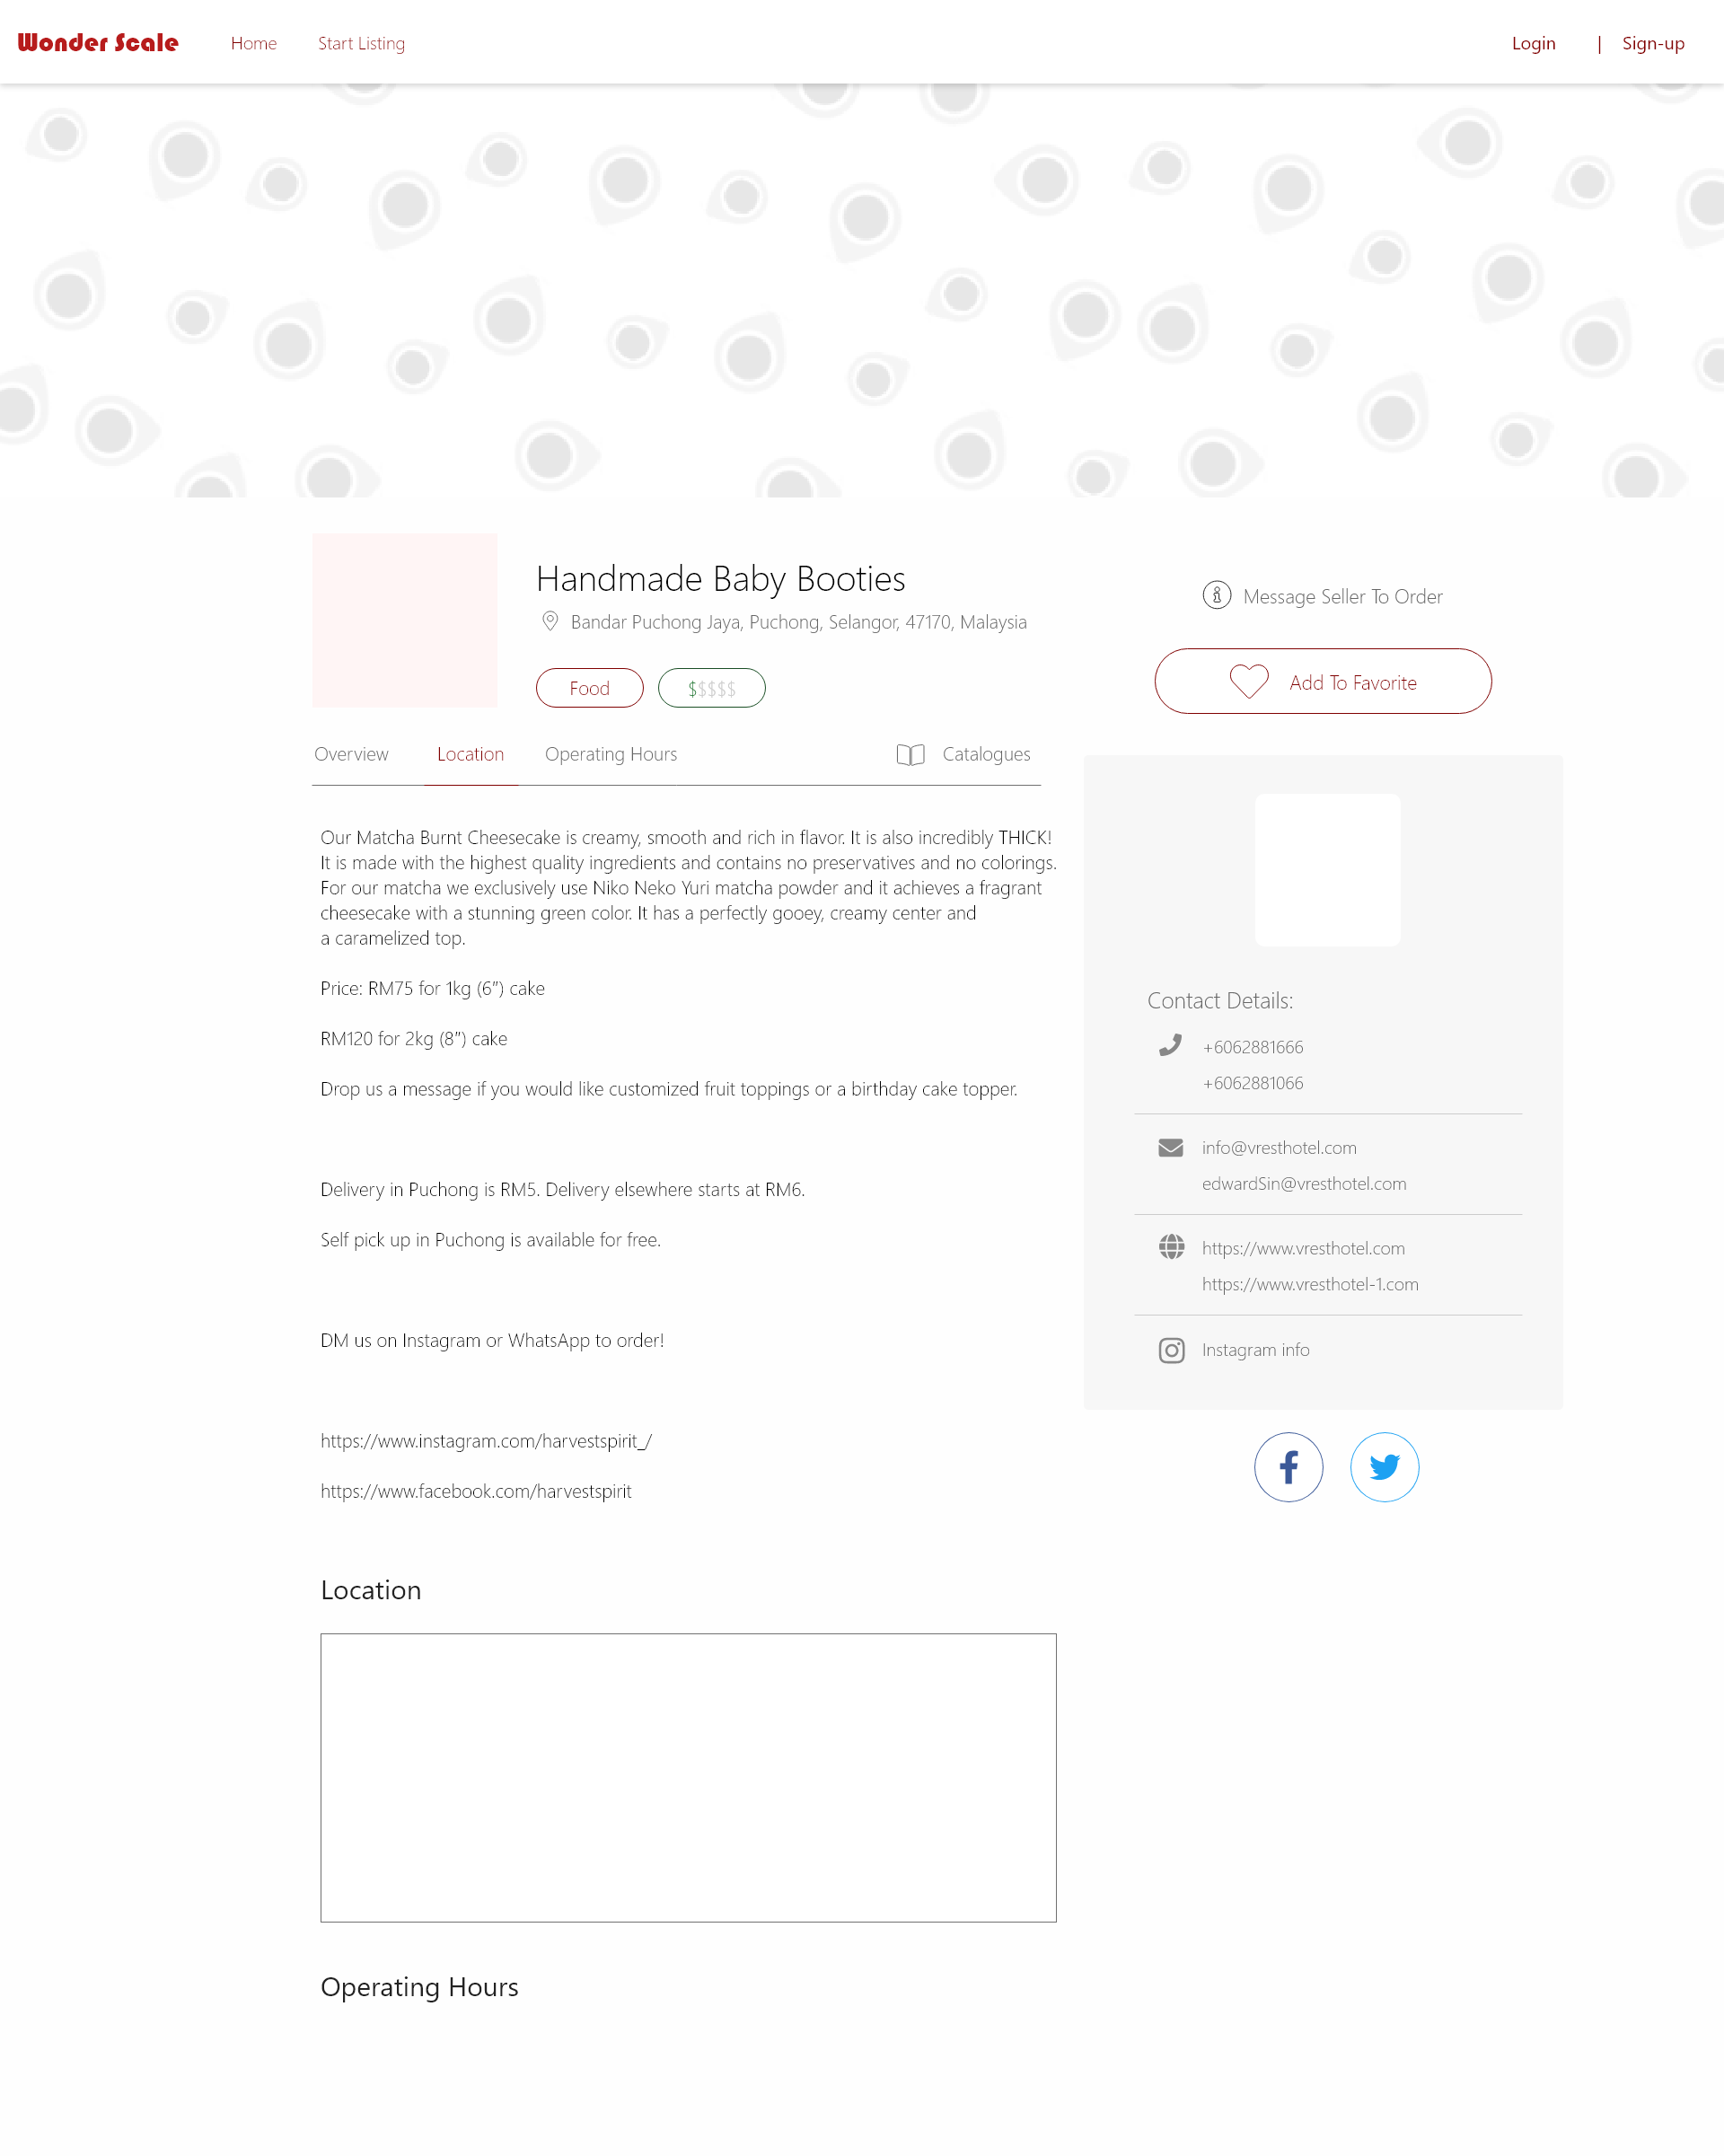 Wonder Scale
Home
Start Listing
Login | Sign-up
Handmade Baby Booties
Bandar Puchong Jaya, Puchong, Selangor, 47170, Malaysia
Food
$$$$$
Message Seller To Order
Add To Favorite
Overview
Location
Operating Hours
Catalogues
Our Matcha Burnt Cheesecake is creamy, smooth and rich in flavor. It is also incredibly THICK!
It is made with the highest quality ingredients and contains no preservatives and no colorings.
For our matcha we exclusively use Niko Neko Yuri matcha powder and it achieves a fragrant
cheesecake with a stunning green color. It has a perfectly gooey, creamy center and
a caramelized top.
Price: RM75 for 1kg (6") cake
RM120 for 2kg (8") cake
Drop us a message if you would like customized fruit toppings or a birthday cake topper.
Delivery in Puchong is RM5. Delivery elsewhere starts at RM6.
Self pick up in Puchong is available for free.
DM us on Instagram or WhatsApp to order!
https://www.instagram.com/harvestspirit_/
https://www.facebook.com/harvestspirit
Contact Details:
+6062881666
+6062881066
info@vresthotel.com
edwardSin@vresthotel.com
https://www.vresthotel.com
https://www.vresthotel-1.com
Instagram info
Location
Operating Hours